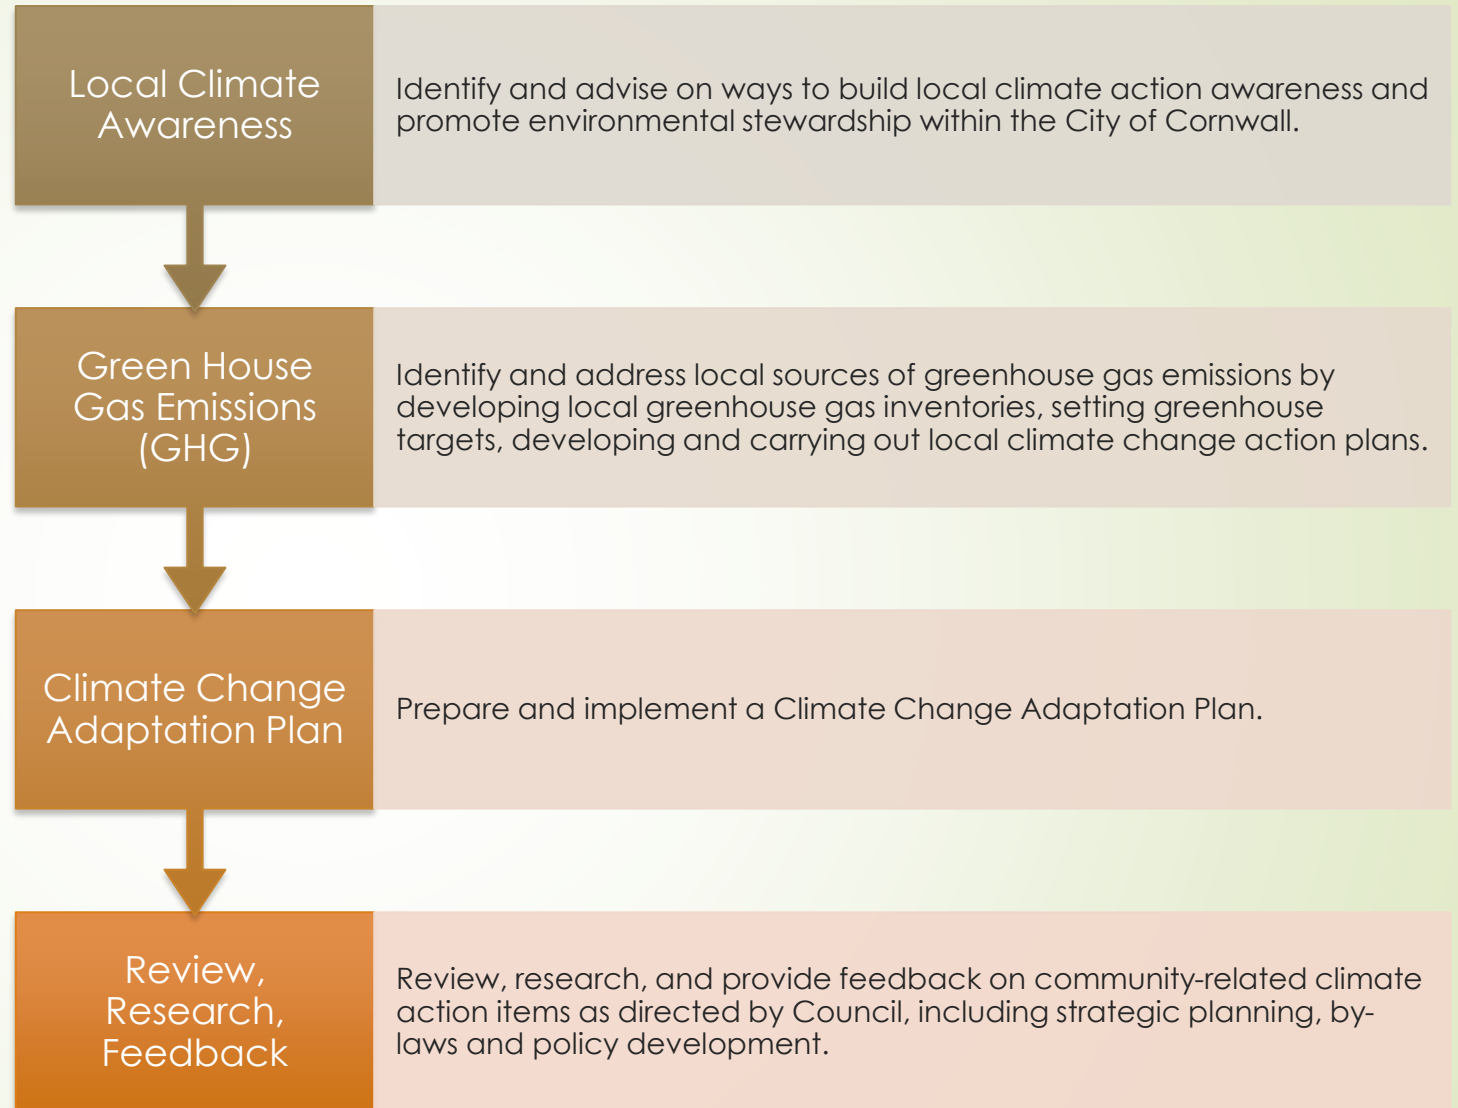 Local Climate
Awareness
Identify and advise on ways to build local climate action awareness and
promote environmental stewardship within the City of Cornwall.
Green House
Gas Emissions
(GHG)
Identify and address local sources of greenhouse gas emissions by
developing local greenhouse gas inventories, setting greenhouse
targets, developing and carrying out local climate change action plans.
Climate Change
Adaptation Plan
Prepare and implement a Climate Change Adaptation Plan.
Review,
Research,
Feedback
Review, research, and provide feedback on community-related climate
action items as directed by Council, including strategic planning, by-
laws and policy development.